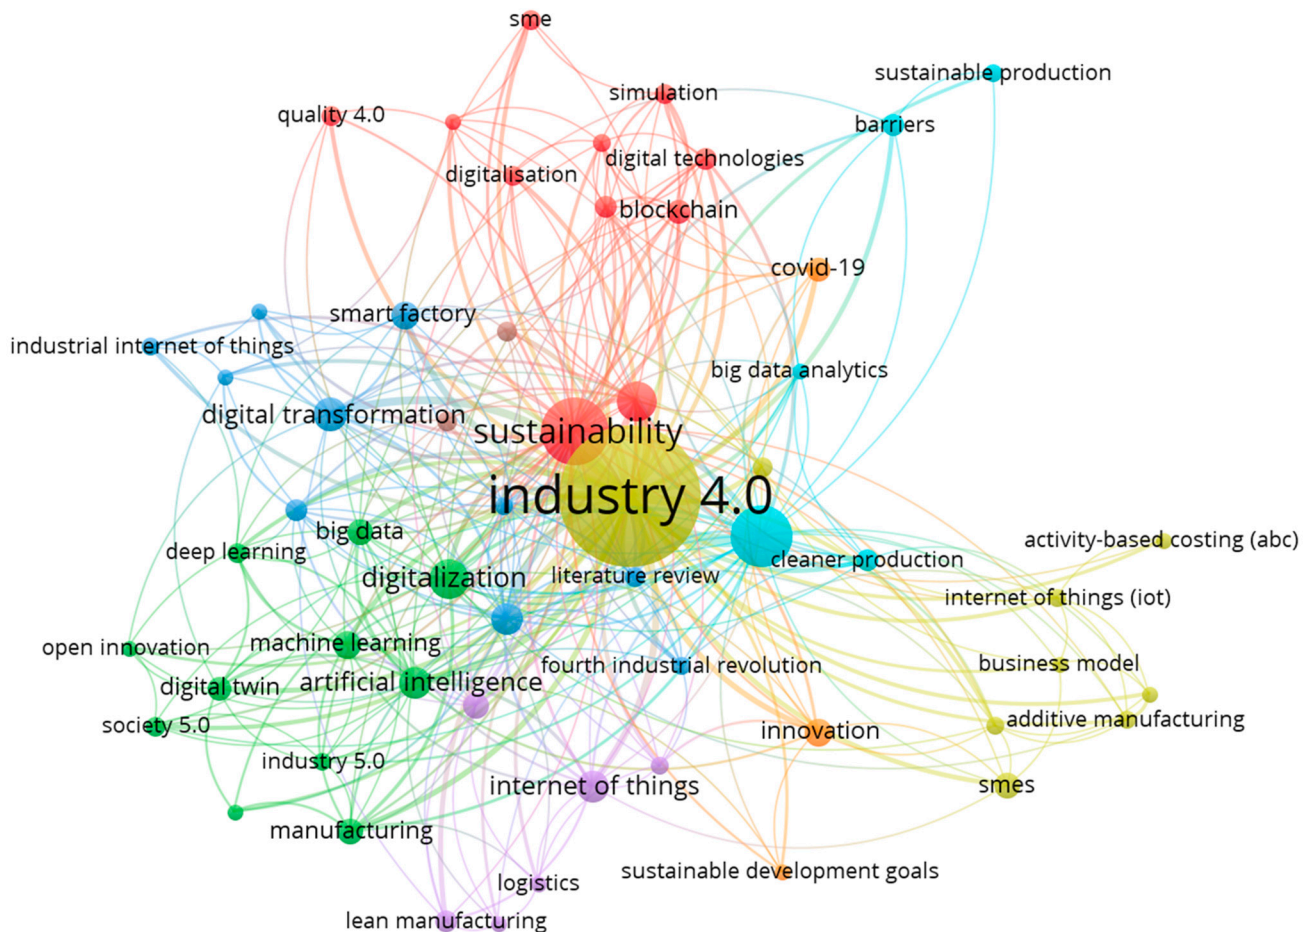 sme
sustainable production
simulation
quality 4.0
barriers
digital technologies
digitalisation
blockchain
covid-19
smart factory
industrial internet of things
big data analytics
digital transformation
sustainability
industry 4.0
big data
activity-based costing (abc)
deep learning
cleaner production
digitalization
literature review
internet of things (iot)
machine learning
open innovation
business model
fourth industrial revolution
artificial intelligence
digital twin
additive manufacturing
society 5.0
innovation
industry 5.0
internet of things
smes
manufacturing
sustainable development goals
logistics
lean manufacturing